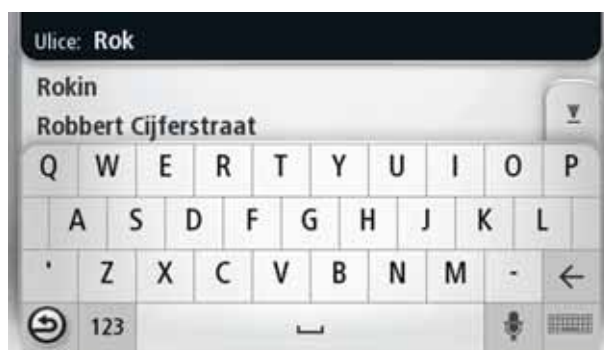 Ulice: Rok
Rokin
Robbert Cijferstraat
Q W E R T Y U I O P
A S D F G H J K L
' Z X C V B N M - ←
123